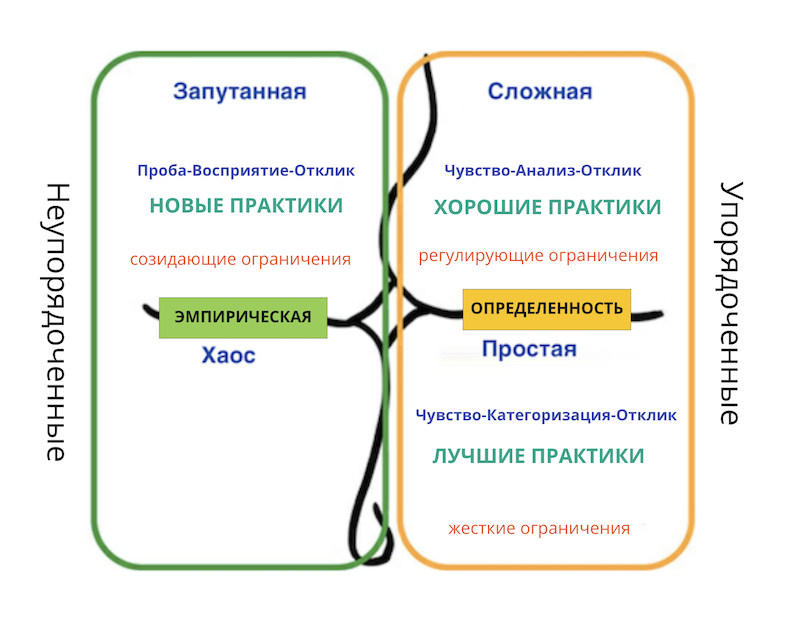 Неупорядоченные
Запутанная
Проба-Восприятие-Отклик
НОВЫЕ ПРАКТИКИ
созидающие ограничения
ЭМПИРИЧЕСКАЯ
Хаос
Сложная
Чувство-Анализ-Отклик
ХОРОШИЕ ПРАКТИКИ
регулирующие ограничения
ОПРЕДЕЛЕННОСТЬ
Простая
Чувство-Категоризация-Отклик
ЛУЧШИЕ ПРАКТИКИ
жесткие ограничения
Упорядоченные